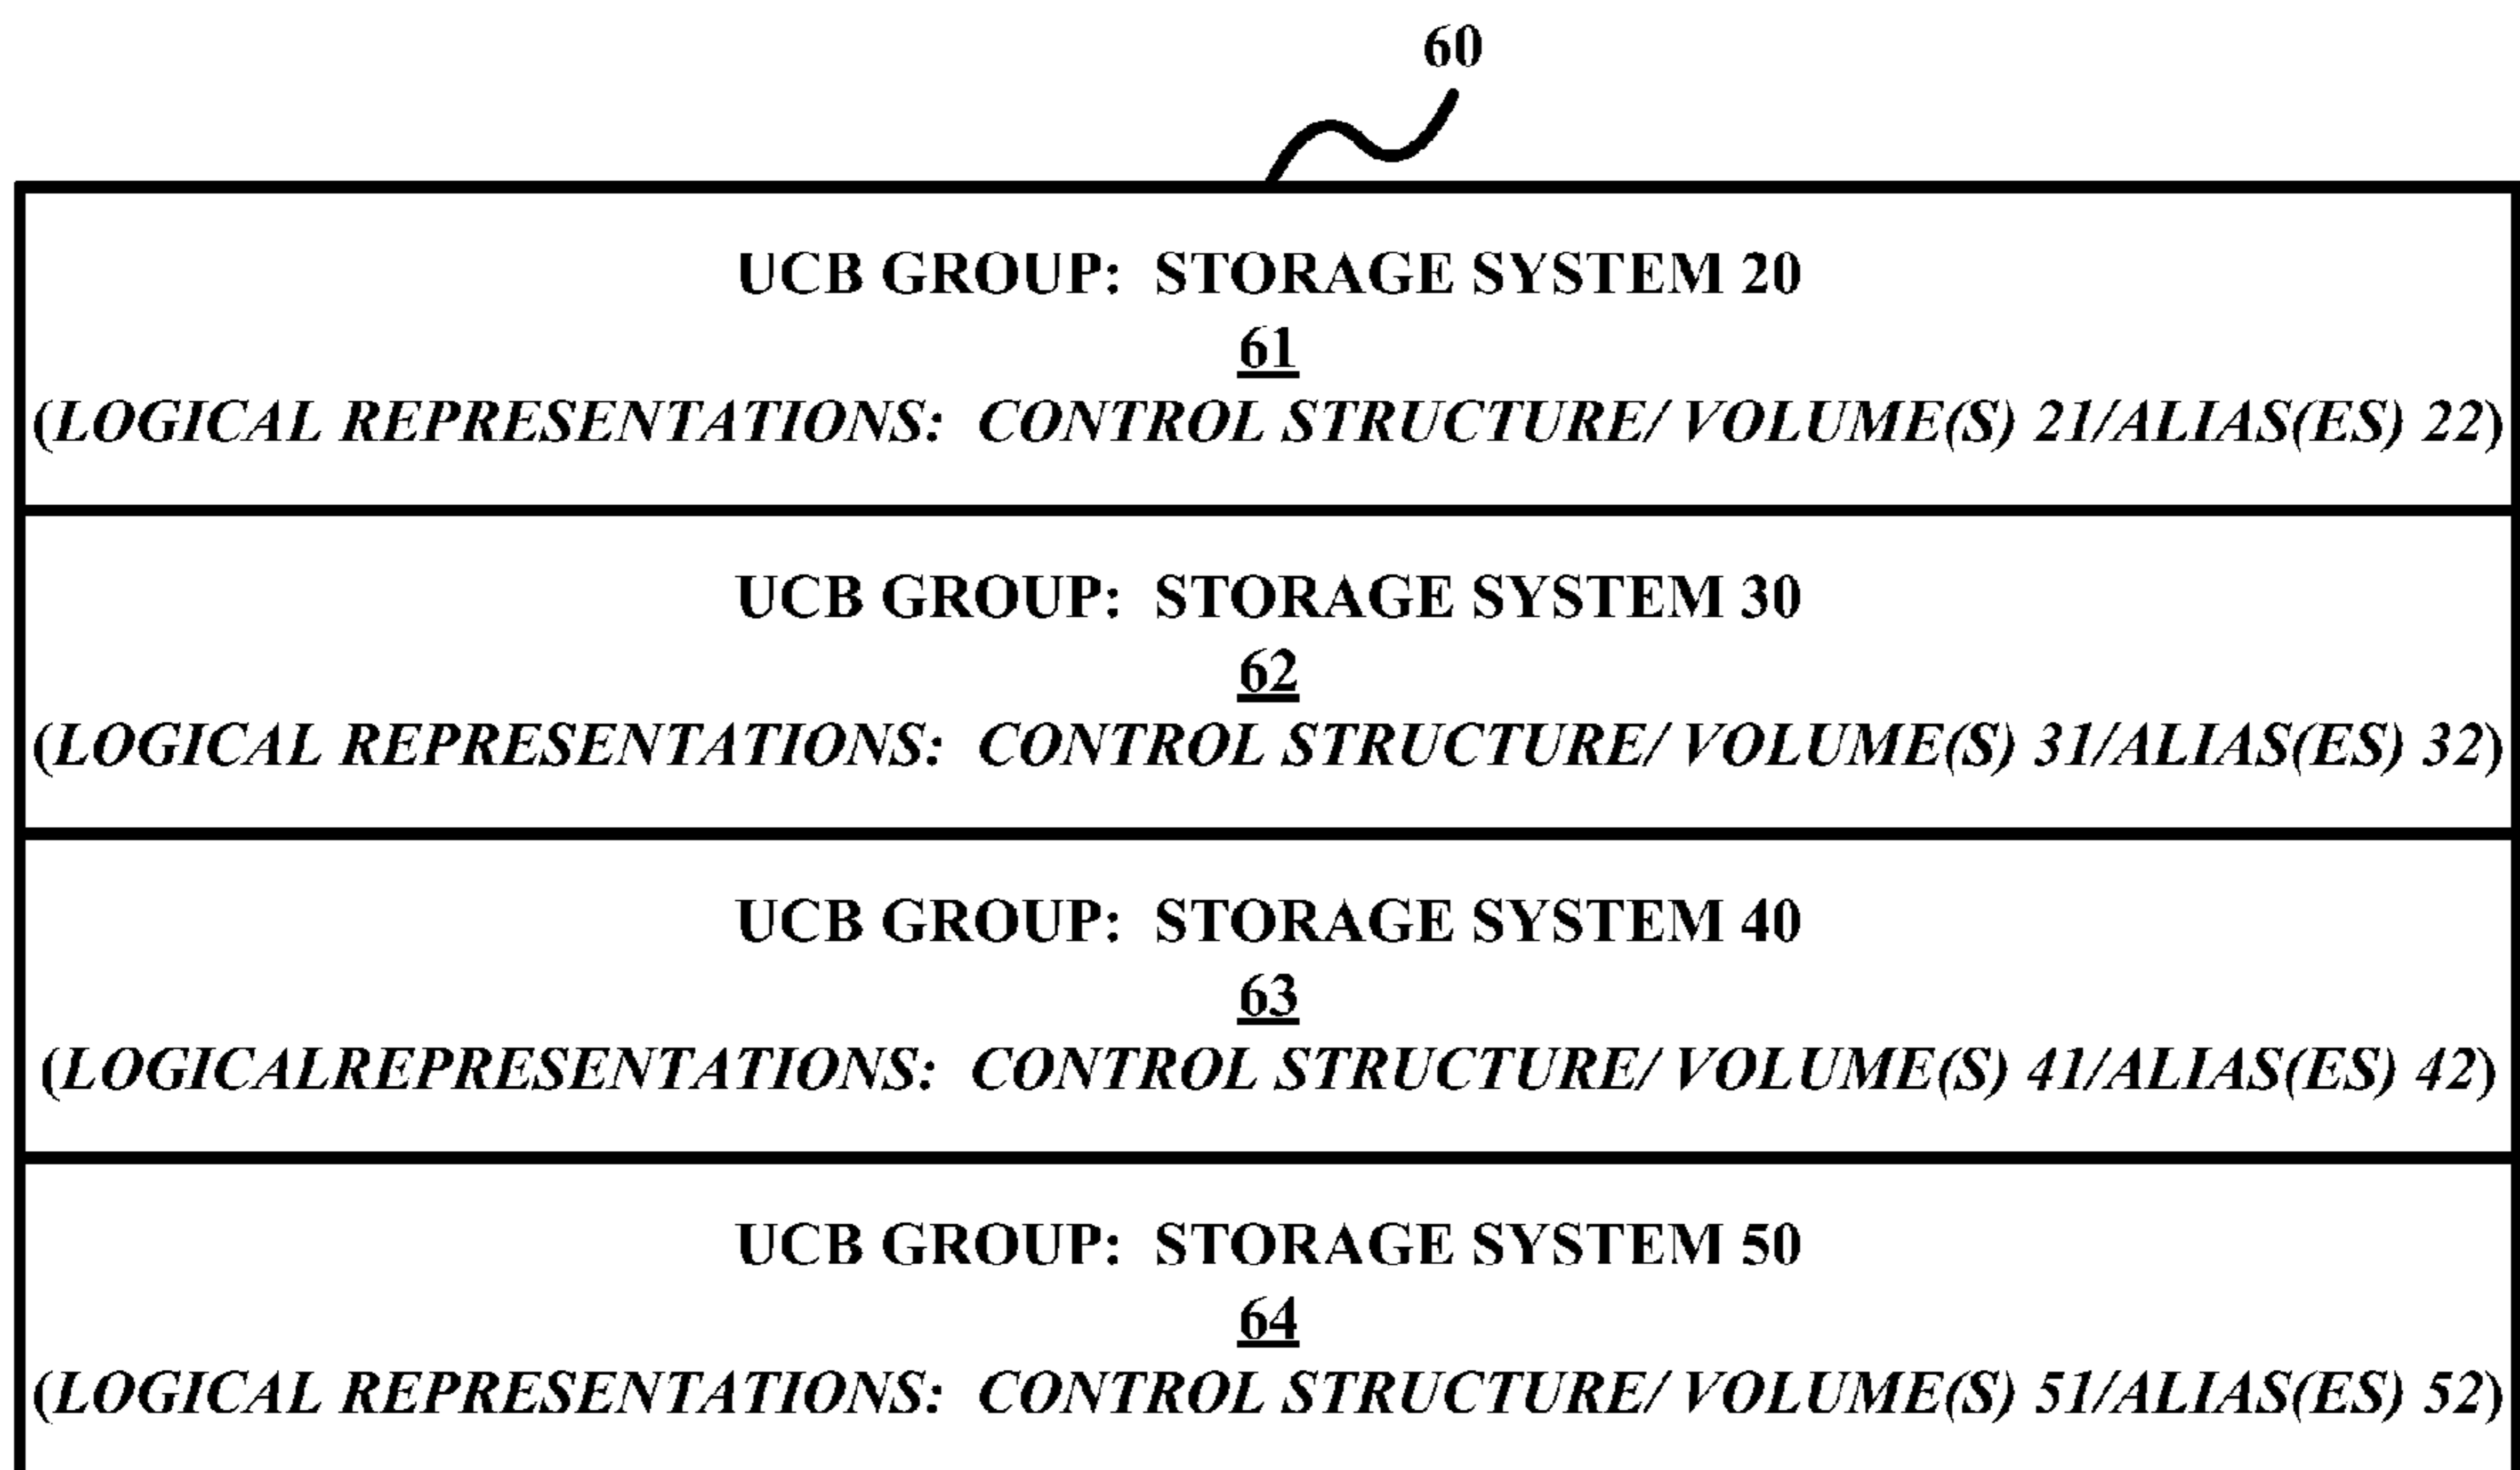 60
UCB GROUP: STORAGE SYSTEM 20
61
(LOGICAL REPRESENTATIONS: CONTROL STRUCTURE/ VOLUME(S) 21/ALIAS(ES) 22)
UCB GROUP: STORAGE SYSTEM 30
62
(LOGICAL REPRESENTATIONS: CONTROL STRUCTURE/ VOLUME(S) 31/ALIAS(ES) 32)
UCB GROUP: STORAGE SYSTEM 40
63
(LOGICALREPRESENTATIONS: CONTROL STRUCTURE/ VOLUME(S) 41/ALIAS(ES) 42)
UCB GROUP: STORAGE SYSTEM 50
64
(LOGICAL REPRESENTATIONS: CONTROL STRUCTURE/ VOLUME(S) 51/ALIAS(ES) 52)